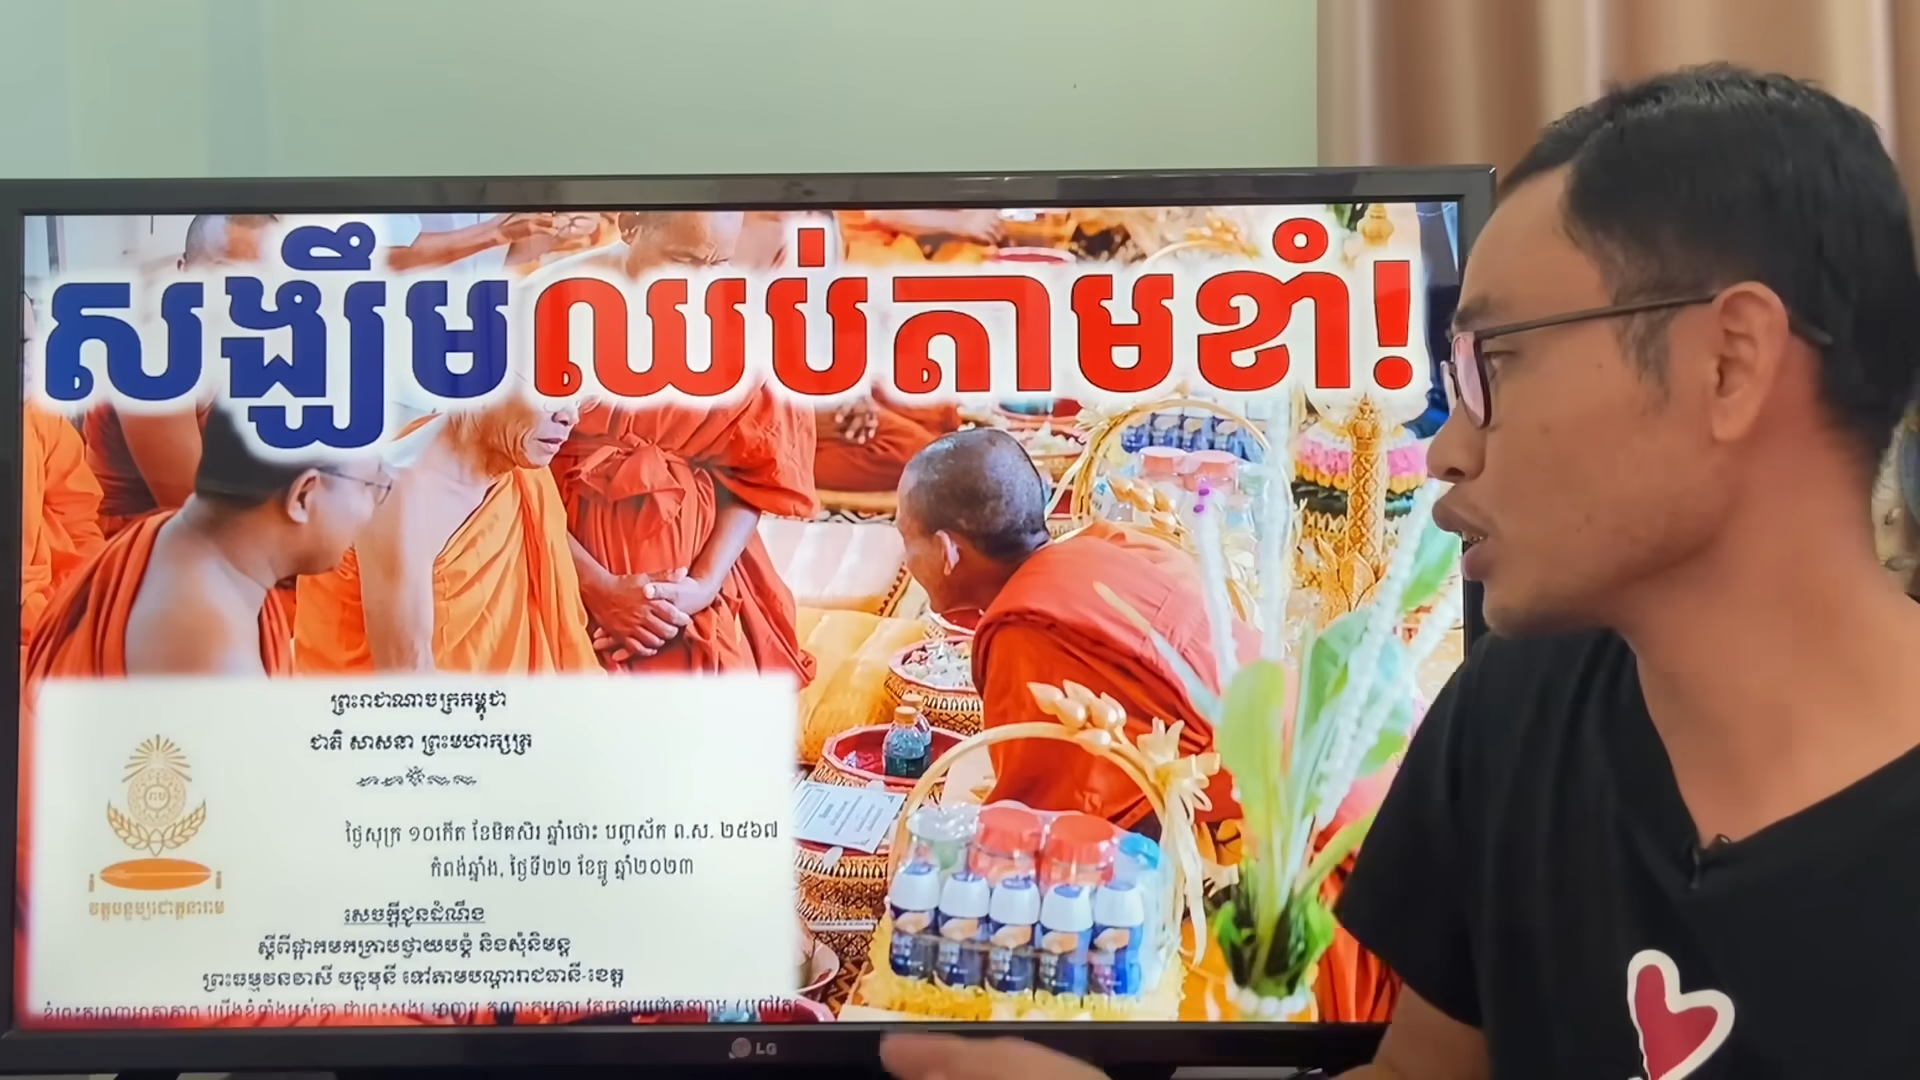 សង្ឃឹមឈប់តាមខាំ!
ព្រះរាជាណាចក្រកម្ពុជា
ជាតិ សាសនា ព្រះមហាក្សត្រ
ថ្ងៃសុក្រ ១០កើត ខែមិគសិរ ឆ្នាំថោះ បញ្ចស័ក ព.ស. ២៥៦៧
កំពង់ឆ្នាំង, ថ្ងៃទី២២ ខែធ្នូ ឆ្នាំ២០២៣
សេចក្តីជូនដំណឹង
ស្តីពីផ្អាកមកក្រាបថ្វាយបង្គំ និងសុំនិមន្ត
ព្រះធម្មវនវាសី ចន្ទមុនី ទៅតាមបណ្តារាជធានី-ខេត្ត
LG